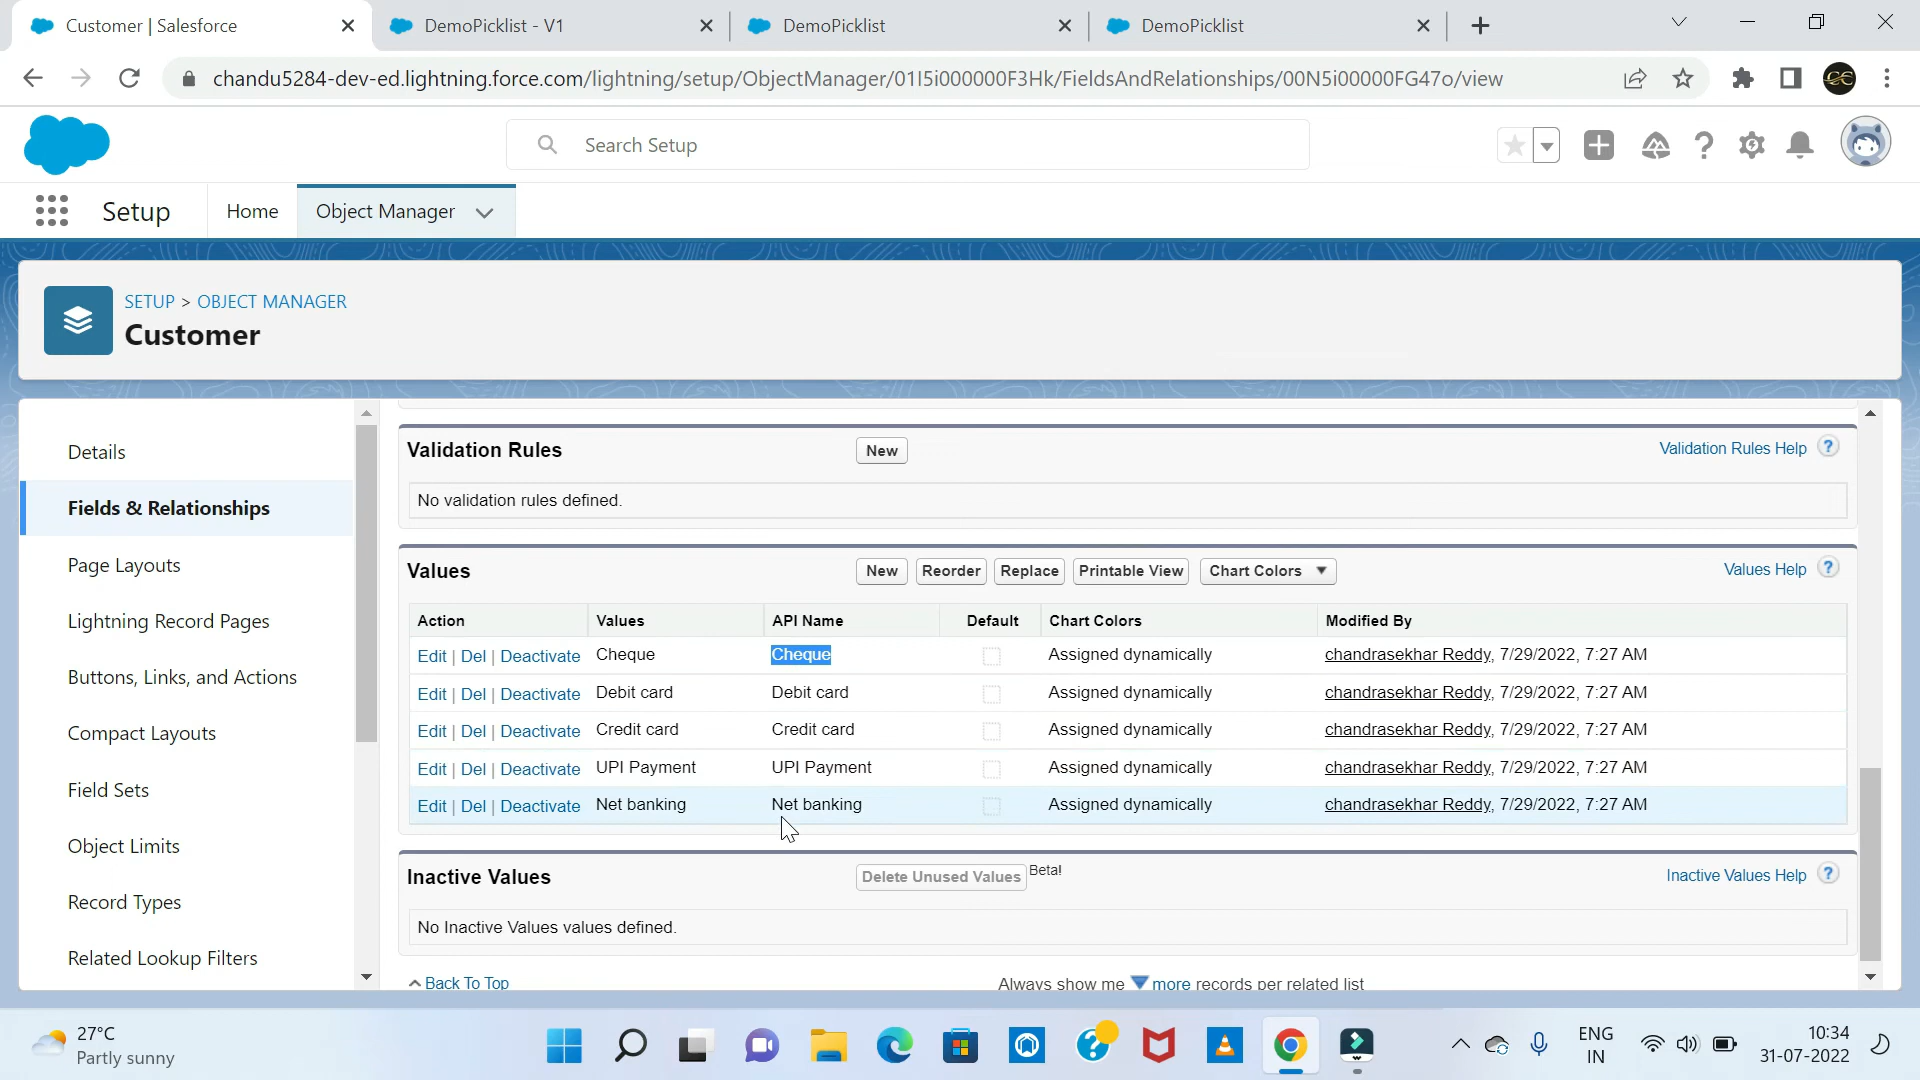 Customer | Salesforce
DemoPicklist - V1
DemoPicklist
DemoPicklist
chandu5284-dev-ed.lightning.force.com/lightning/setup/ObjectManager/01I5i000000F3Hk/FieldsAndRelationships/00N5i00000FG47o/view
Search Setup
Setup
Home
Object Manager
SETUP > OBJECT MANAGER
Customer
Details
Fields & Relationships
Page Layouts
Lightning Record Pages
Buttons, Links, and Actions
Compact Layouts
Field Sets
Object Limits
Record Types
Related Lookup Filters
Validation Rules New Validation Rules Help ?
No validation rules defined.
Values New Reorder Replace Printable View Chart Colors Values Help ?
Action Values API Name Default Chart Colors Modified By
Edit | Del | Deactivate Cheque Cheque Assigned dynamically chandrasekhar Reddy, 7/29/2022, 7:27 AM
Edit | Del | Deactivate Debit card Debit card Assigned dynamically chandrasekhar Reddy, 7/29/2022, 7:27 AM
Edit | Del | Deactivate Credit card Credit card Assigned dynamically chandrasekhar Reddy, 7/29/2022, 7:27 AM
Edit | Del | Deactivate UPI Payment UPI Payment Assigned dynamically chandrasekhar Reddy, 7/29/2022, 7:27 AM
Edit | Del | Deactivate Net banking Net banking Assigned dynamically chandrasekhar Reddy, 7/29/2022, 7:27 AM
Inactive Values Delete Unused Values Beta! Inactive Values Help ?
No Inactive Values values defined.
Back To Top Always show me more records per related list
27°C
Partly sunny
ENG
IN
10:34
31-07-2022